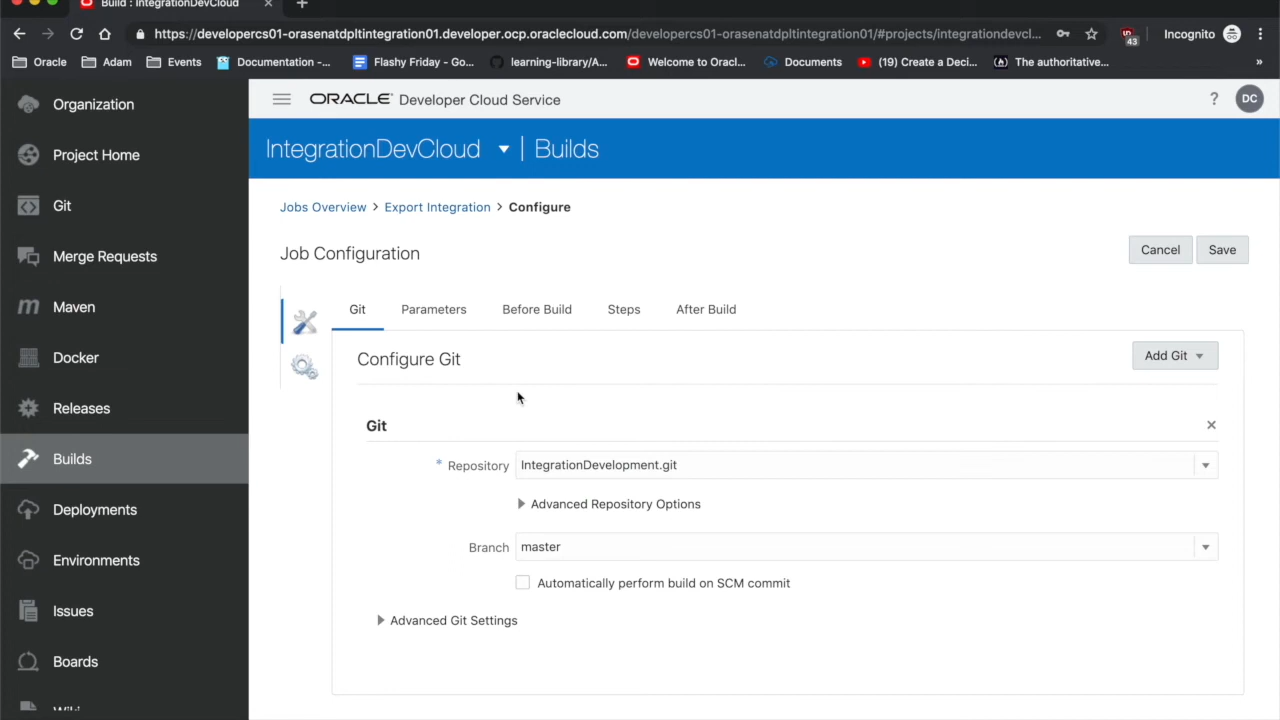 Build : IntegrationDevCloud
https://developercs01-orasenatdpltintegration01.developer.ocp.oraclecloud.com/developercs01-orasenatdpltintegration01/#projects/integrationdevcl...
43
Incognito
Oracle
Adam
Events
Documentation -...
Flashy Friday - Go...
learning-library/A...
Welcome to Oracl...
Documents
(19) Create a Deci...
The authoritative...
»
Organization
Project Home
Git
Merge Requests
Maven
Docker
Releases
Builds
Deployments
Environments
Issues
Boards
Wiki
ORACLE Developer Cloud Service
?
DC
IntegrationDevCloud | Builds
Jobs Overview > Export Integration > Configure
Job Configuration
Cancel
Save
Git
Parameters
Before Build
Steps
After Build
Configure Git
Add Git
Git
* Repository
IntegrationDevelopment.git
Advanced Repository Options
Branch
master
Automatically perform build on SCM commit
Advanced Git Settings